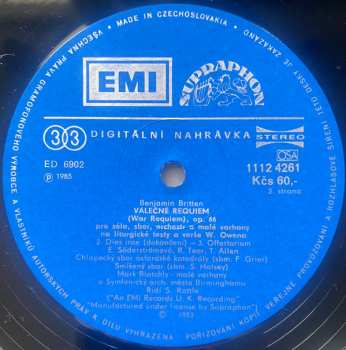 MADE IN CZECHOSLOVAKIA
VŠECHNA PRÁVA GRAMOFONOVÉHO VÝROBCE A VLASTNÍKŮ AUTORSKÝCH PRÁV K DÍLU VYHRAZENA. POŘIZOVÁNÍ KOPIÍ, VEŘEJNÉ PROVOZOVÁNÍ A ROZHLASOVÉ ŠÍŘENÍ TÉTO DESKY JE ZAKÁZÁNO
EMI
SUPRAPHON
33 DIGITÁLNÍ NAHRÁVKA STEREO
ED 6902
OSA
℗ 1985
1112 4261
Kčs 60,-
2. strana
Benjamin Britten
VÁLEČNÉ REQUIEM
(War Requiem), op. 66
pro sóla, sbor, orchestr a malé varhany
na liturgické texty a verše W. Owena
2. Dies irae (dokončení) – 3. Offertorium
E. Söderströmová, R. Tear, T. Allen
Chlapecký sbor oxfordské katedrály (sbm. F. Grier)
Smíšený sbor (sbm. S. Halsey)
Mark Blatchly - malé varhany
Symfonický orch. města Birminghamu
Řídí S. Rattle
("An EMI Records U. K. Recording"
"Manufactured under license by Supraphon")
© 1983